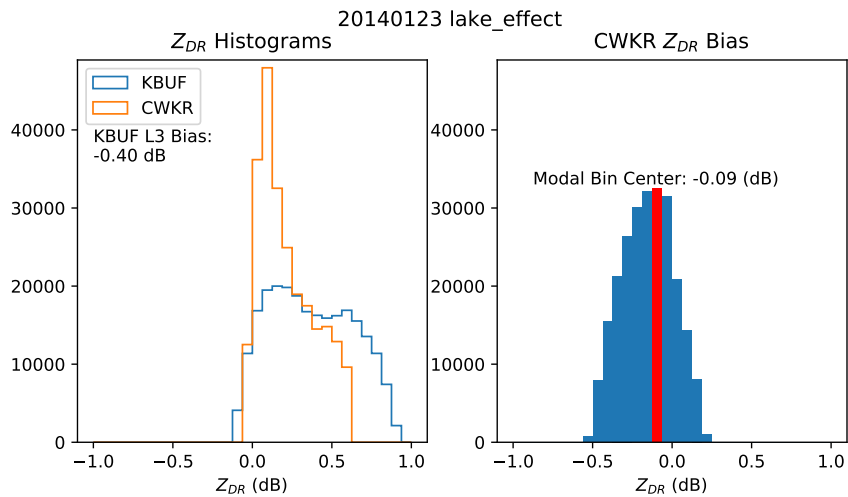 20140123 lake_effect
Z_DR Histograms
KBUF
CWKR
KBUF L3 Bias:
-0.40 dB
40000
30000
20000
10000
0
−1.0 −0.5 0.0 0.5 1.0
Z_DR (dB)
CWKR Z_DR Bias
Modal Bin Center: -0.09 (dB)
40000
30000
20000
10000
0
−1.0 −0.5 0.0 0.5 1.0
Z_DR (dB)